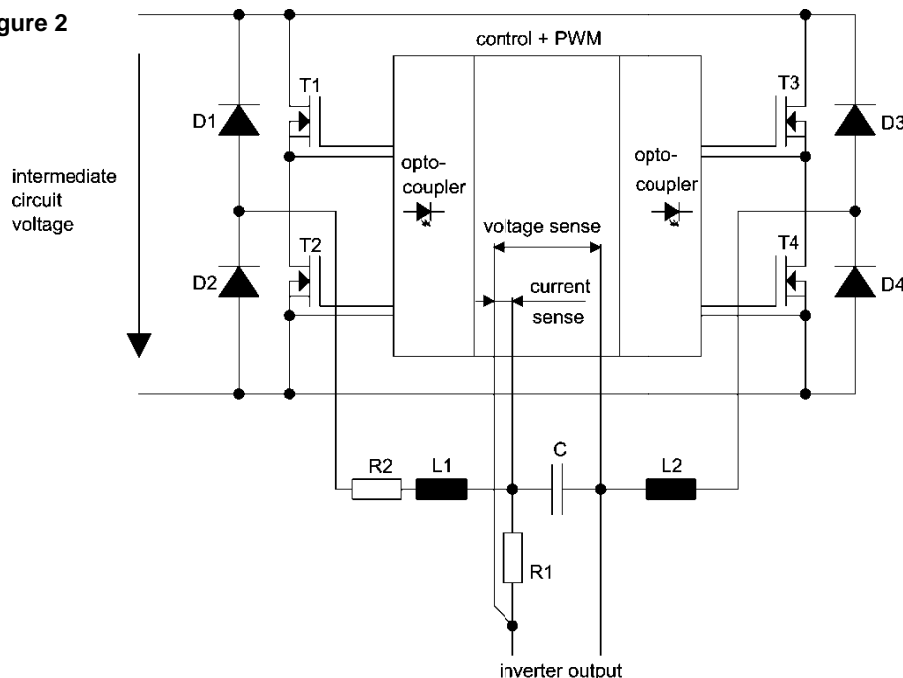 gure 2
control + PWM
T1
T3
D1
D3
opto-
coupler
opto-
coupler
intermediate
circuit
voltage
voltage sense
T2
T4
D2
D4
current
sense
R2
L1
C
L2
R1
inverter output